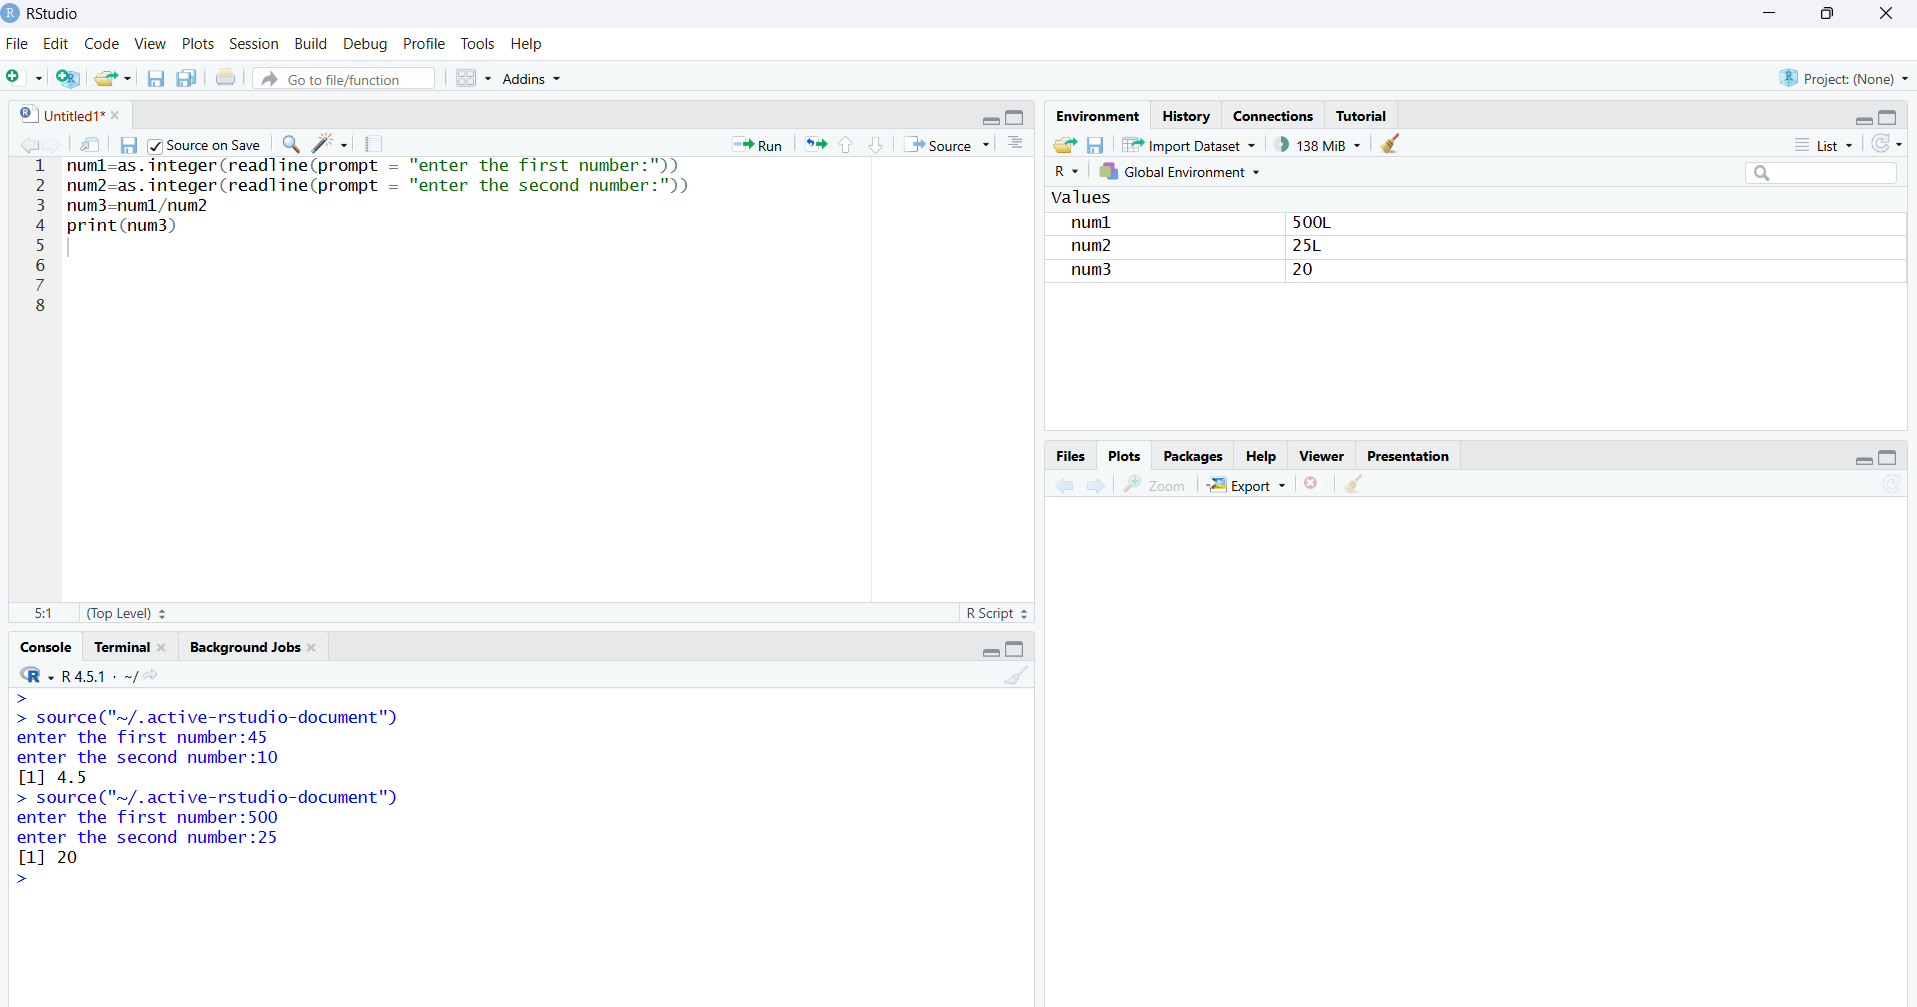 RStudio
File Edit Code View Plots Session Build Debug Profile Tools Help
Go to file/function Addins Project: (None)
Untitled1*
Source on Save Run Source
1 num1=as.integer(readline(prompt = "enter the first number:"))
2 num2=as.integer(readline(prompt = "enter the second number:"))
3 num3=num1/num2
4 print(num3)
5
6
7
8
5:1 (Top Level) R Script
Console Terminal Background Jobs
R 4.5.1 · ~/
>
> source("~/.active-rstudio-document")
enter the first number:45
enter the second number:10
[1] 4.5
> source("~/.active-rstudio-document")
enter the first number:500
enter the second number:25
[1] 20
>
Environment History Connections Tutorial
Import Dataset 138 MiB List
R Global Environment
Values
num1 500L
num2 25L
num3 20
Files Plots Packages Help Viewer Presentation
Zoom Export